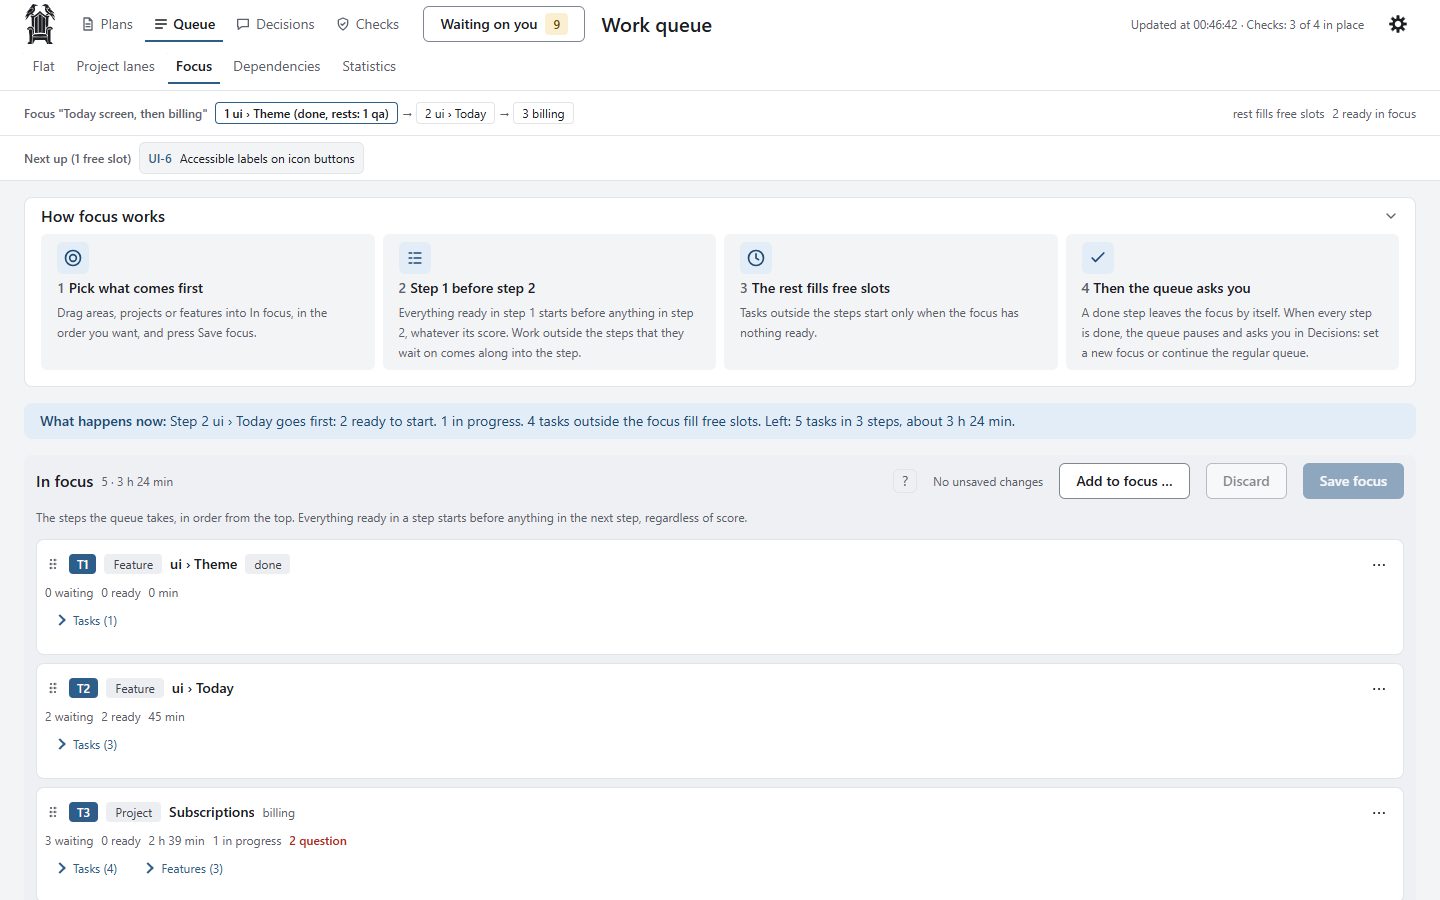 Plans
Queue
Decisions
Checks
Waiting on you 9
Work queue
Updated at 00:46:42 · Checks: 3 of 4 in place
Flat
Project lanes
Focus
Dependencies
Statistics
Focus "Today screen, then billing" 1 ui › Theme (done, rests: 1 qa) → 2 ui › Today → 3 billing
rest fills free slots 2 ready in focus
Next up (1 free slot) UI-6 Accessible labels on icon buttons
How focus works
1 Pick what comes first
Drag areas, projects or features into In focus, in the
order you want, and press Save focus.
2 Step 1 before step 2
Everything ready in step 1 starts before anything in step
2, whatever its score. Work outside the steps that they
wait on comes along into the step.
3 The rest fills free slots
Tasks outside the steps start only when the focus has
nothing ready.
4 Then the queue asks you
A done step leaves the focus by itself. When every step
is done, the queue pauses and asks you in Decisions: set
a new focus or continue the regular queue.
What happens now: Step 2 ui › Today goes first: 2 ready to start. 1 in progress. 4 tasks outside the focus fill free slots. Left: 5 tasks in 3 steps, about 3 h 24 min.
In focus 5 · 3 h 24 min
?
No unsaved changes
Add to focus ...
Discard
Save focus
The steps the queue takes, in order from the top. Everything ready in a step starts before anything in the next step, regardless of score.
T1 Feature ui › Theme done
0 waiting 0 ready 0 min
Tasks (1)
T2 Feature ui › Today
2 waiting 2 ready 45 min
Tasks (3)
T3 Project Subscriptions billing
3 waiting 0 ready 2 h 39 min 1 in progress 2 question
Tasks (4) Features (3)